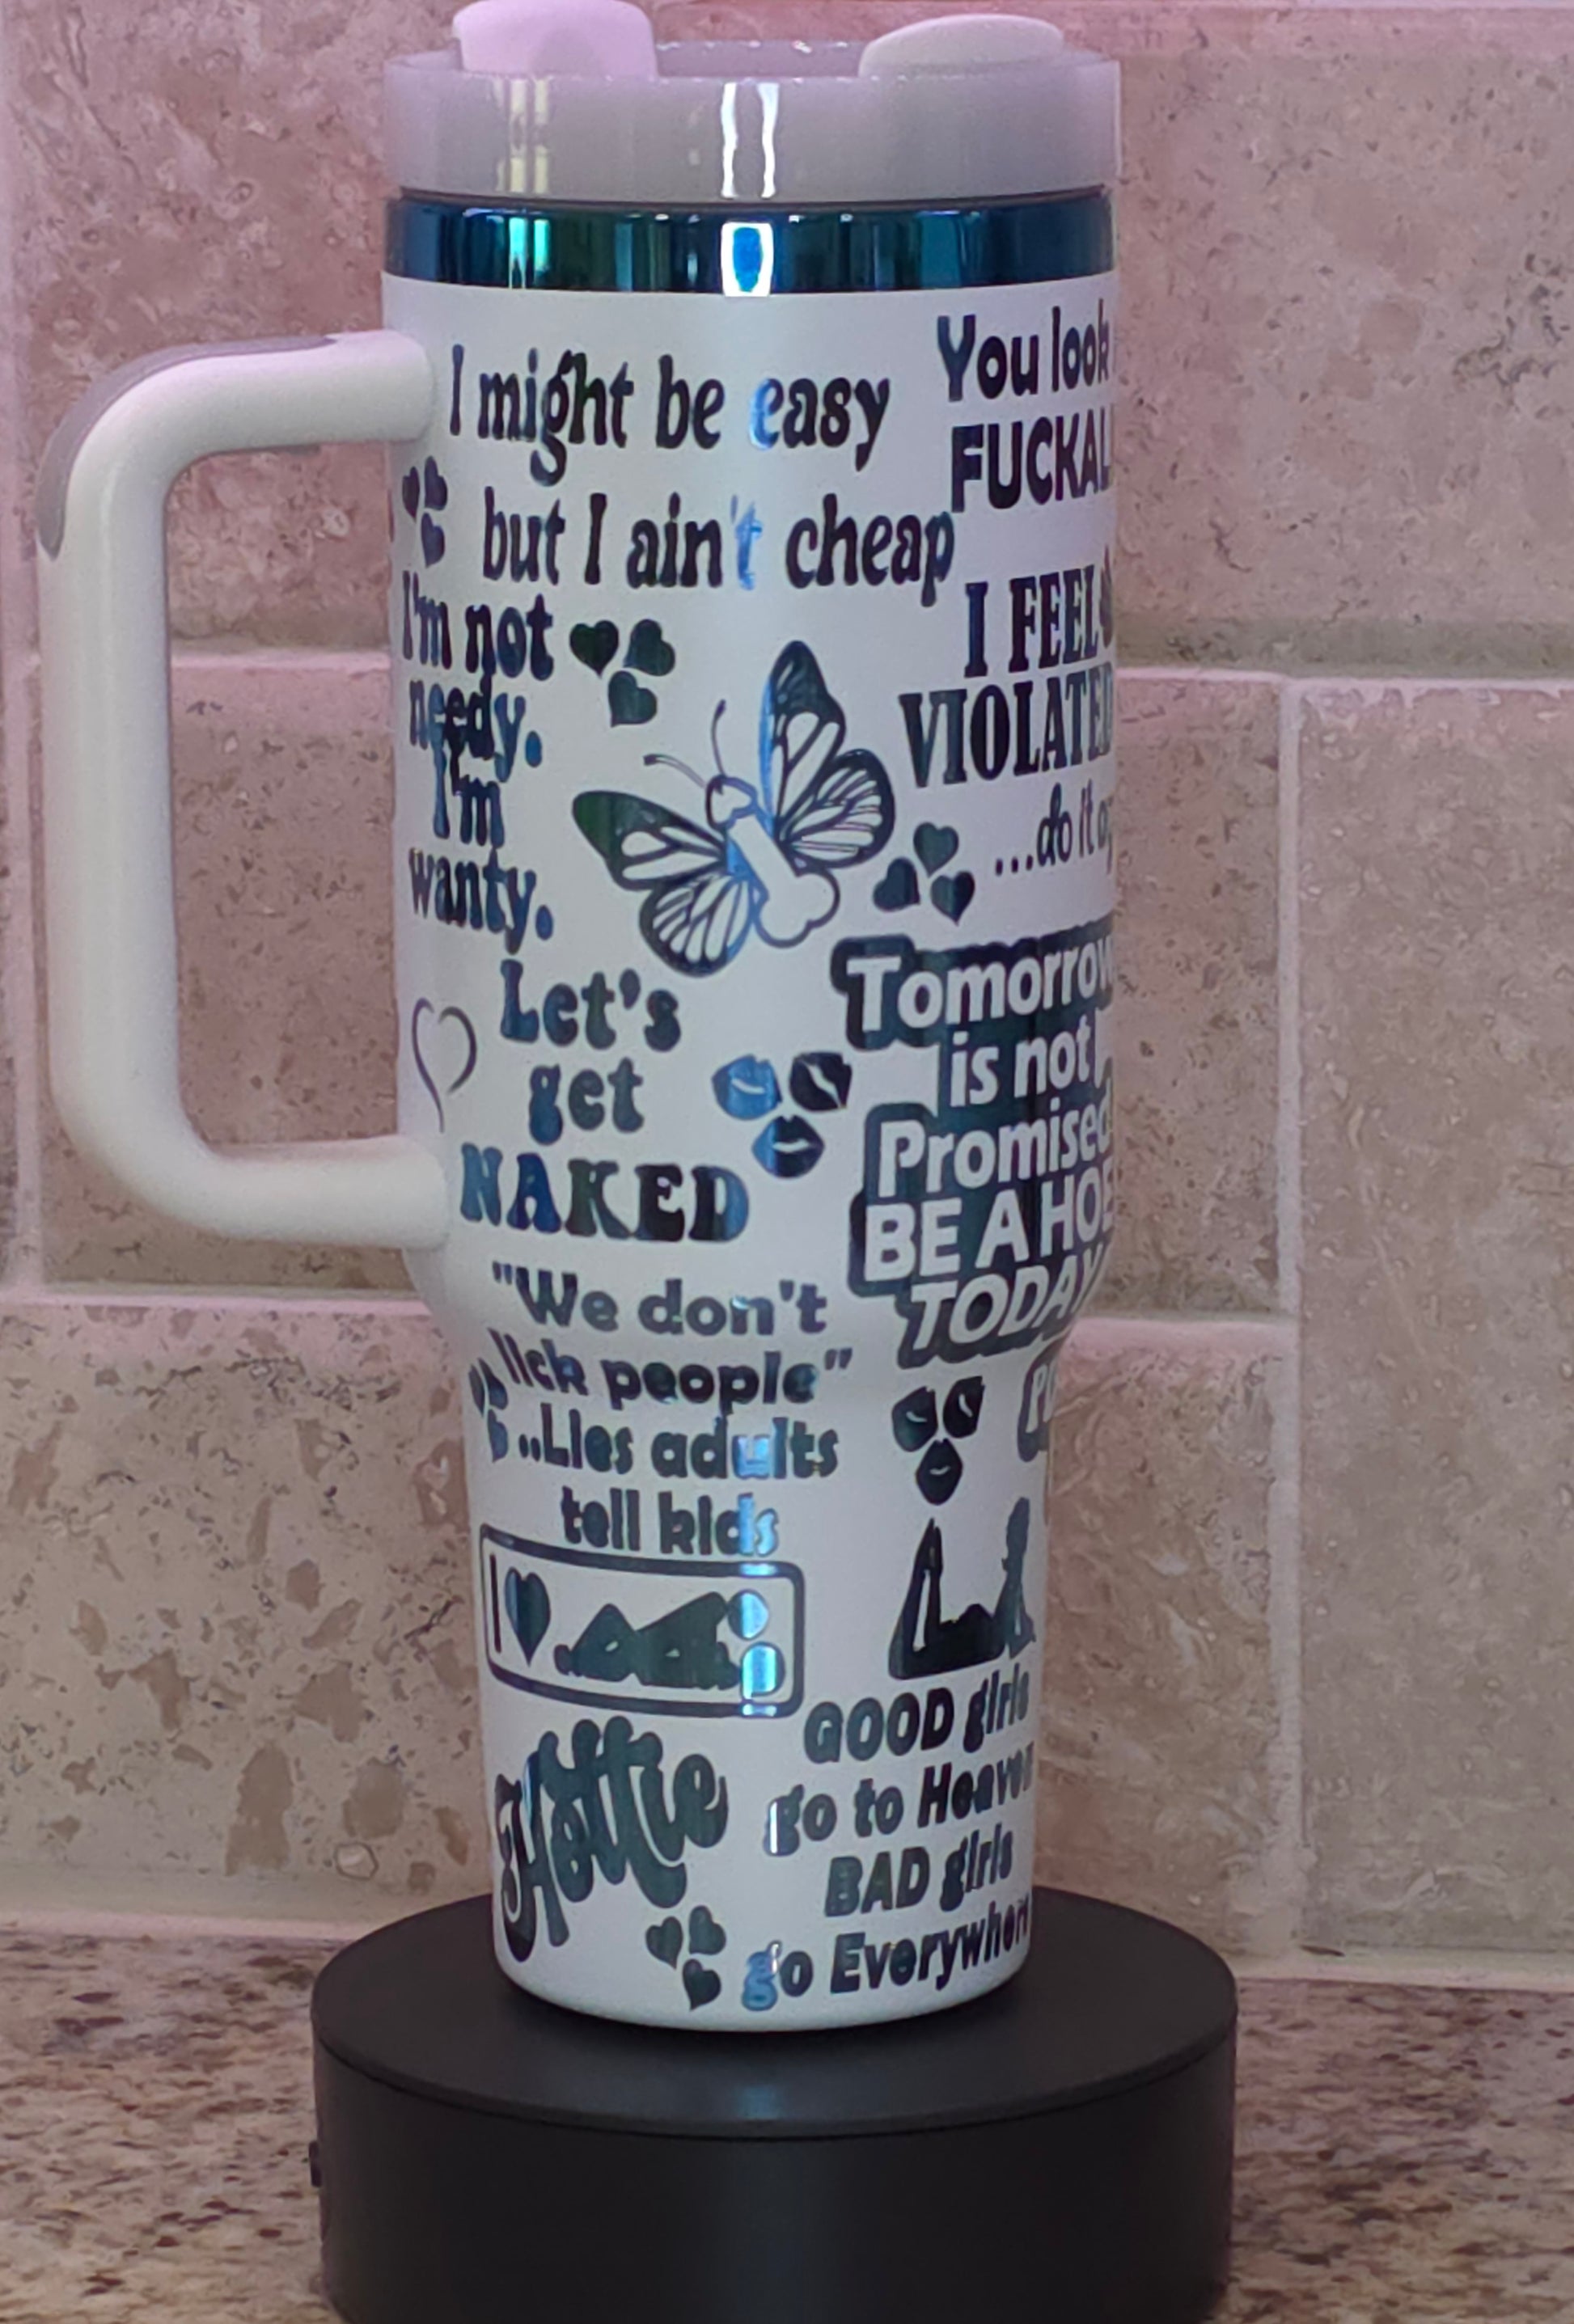 I might be easy
but I ain't cheap
I'm not
needy.
I'm
wanty.
Let's
get
NAKED
"We don't
lick people"
..Lies adults
tell kids
I
Hottie
You look
FUCKAL
I FEEL
VIOLATED
...do it
Tomorrow
is not
Promised
BE A HOE
TODAY
GOOD girls
go to Heaven
BAD girls
go Everywhere